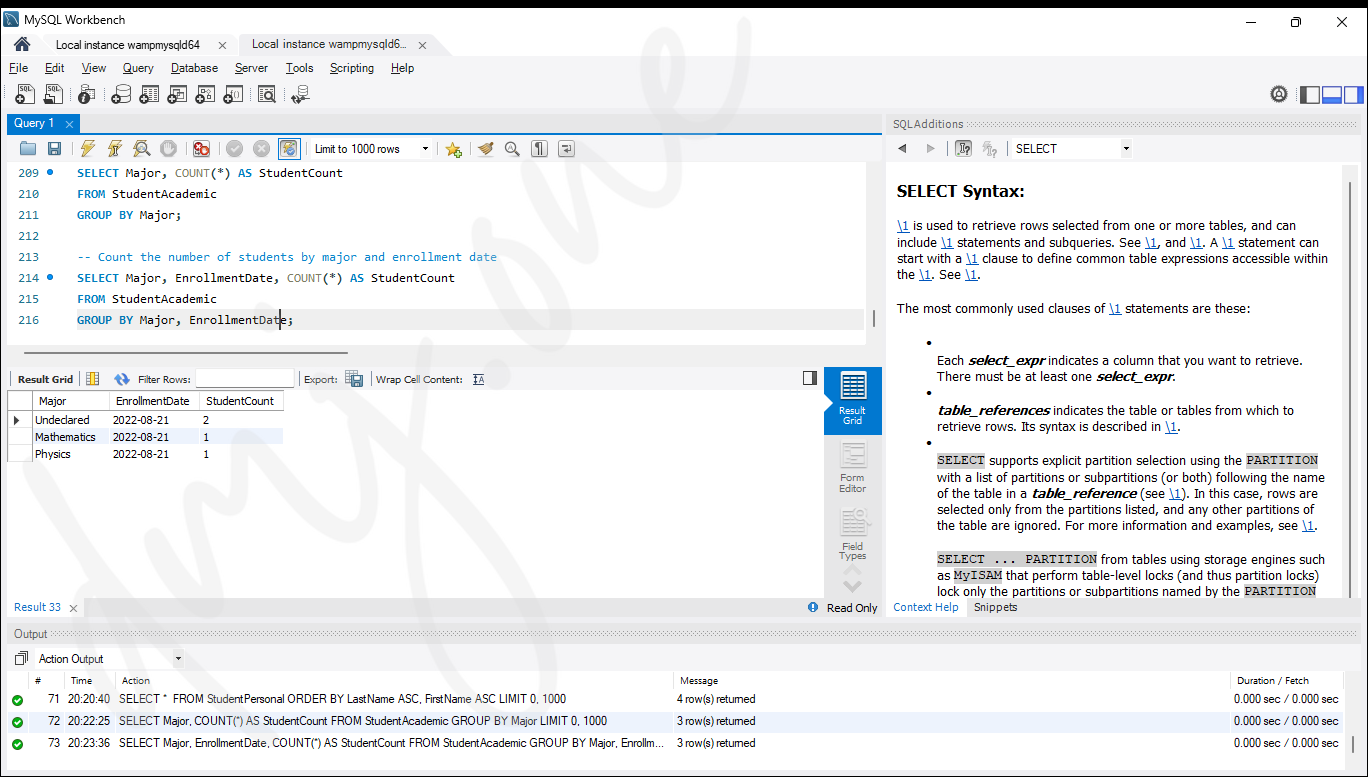 MySQL Workbench
Local instance wampmysqld64
Local instance wampmysqld6...
File Edit View Query Database Server Tools Scripting Help
Query 1
Limit to 1000 rows
209 SELECT Major, COUNT(*) AS StudentCount
210 FROM StudentAcademic
211 GROUP BY Major;
212
213 -- Count the number of students by major and enrollment date
214 SELECT Major, EnrollmentDate, COUNT(*) AS StudentCount
215 FROM StudentAcademic
216 GROUP BY Major, EnrollmentDate;
Result Grid Filter Rows: Export: Wrap Cell Content:
Major EnrollmentDate StudentCount
Undeclared 2022-08-21 2
Mathematics 2022-08-21 1
Physics 2022-08-21 1
Result
Grid
Form
Editor
Field
Types
Result 33
Read Only
SQLAdditions
SELECT
SELECT Syntax:
\1 is used to retrieve rows selected from one or more tables, and can
include \1 statements and subqueries. See \1, and \1. A \1 statement can
start with a \1 clause to define common table expressions accessible within
the \1. See \1.
The most commonly used clauses of \1 statements are these:
Each select_expr indicates a column that you want to retrieve.
There must be at least one select_expr.
table_references indicates the table or tables from which to
retrieve rows. Its syntax is described in \1.
SELECT supports explicit partition selection using the PARTITION
with a list of partitions or subpartitions (or both) following the name
of the table in a table_reference (see \1). In this case, rows are
selected only from the partitions listed, and any other partitions of
the table are ignored. For more information and examples, see \1.
SELECT ... PARTITION from tables using storage engines such
as MyISAM that perform table-level locks (and thus partition locks)
lock only the partitions or subpartitions named by the PARTITION
Context Help Snippets
Output
Action Output
# Time Action Message Duration / Fetch
71 20:20:40 SELECT * FROM StudentPersonal ORDER BY LastName ASC, FirstName ASC LIMIT 0, 1000 4 row(s) returned 0.000 sec / 0.000 sec
72 20:22:25 SELECT Major, COUNT(*) AS StudentCount FROM StudentAcademic GROUP BY Major LIMIT 0, 1000 3 row(s) returned 0.000 sec / 0.000 sec
73 20:23:36 SELECT Major, EnrollmentDate, COUNT(*) AS StudentCount FROM StudentAcademic GROUP BY Major, Enrollm... 3 row(s) returned 0.000 sec / 0.000 sec